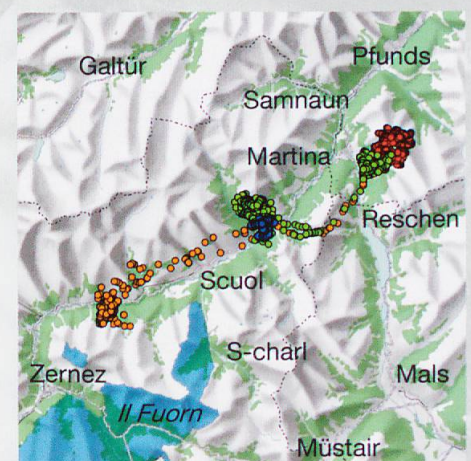 Galtür
Pfunds
Samnaun
Martina
Reschen
Scuol
S-charl
Zernez
Mals
Il Fuorn
Müstair